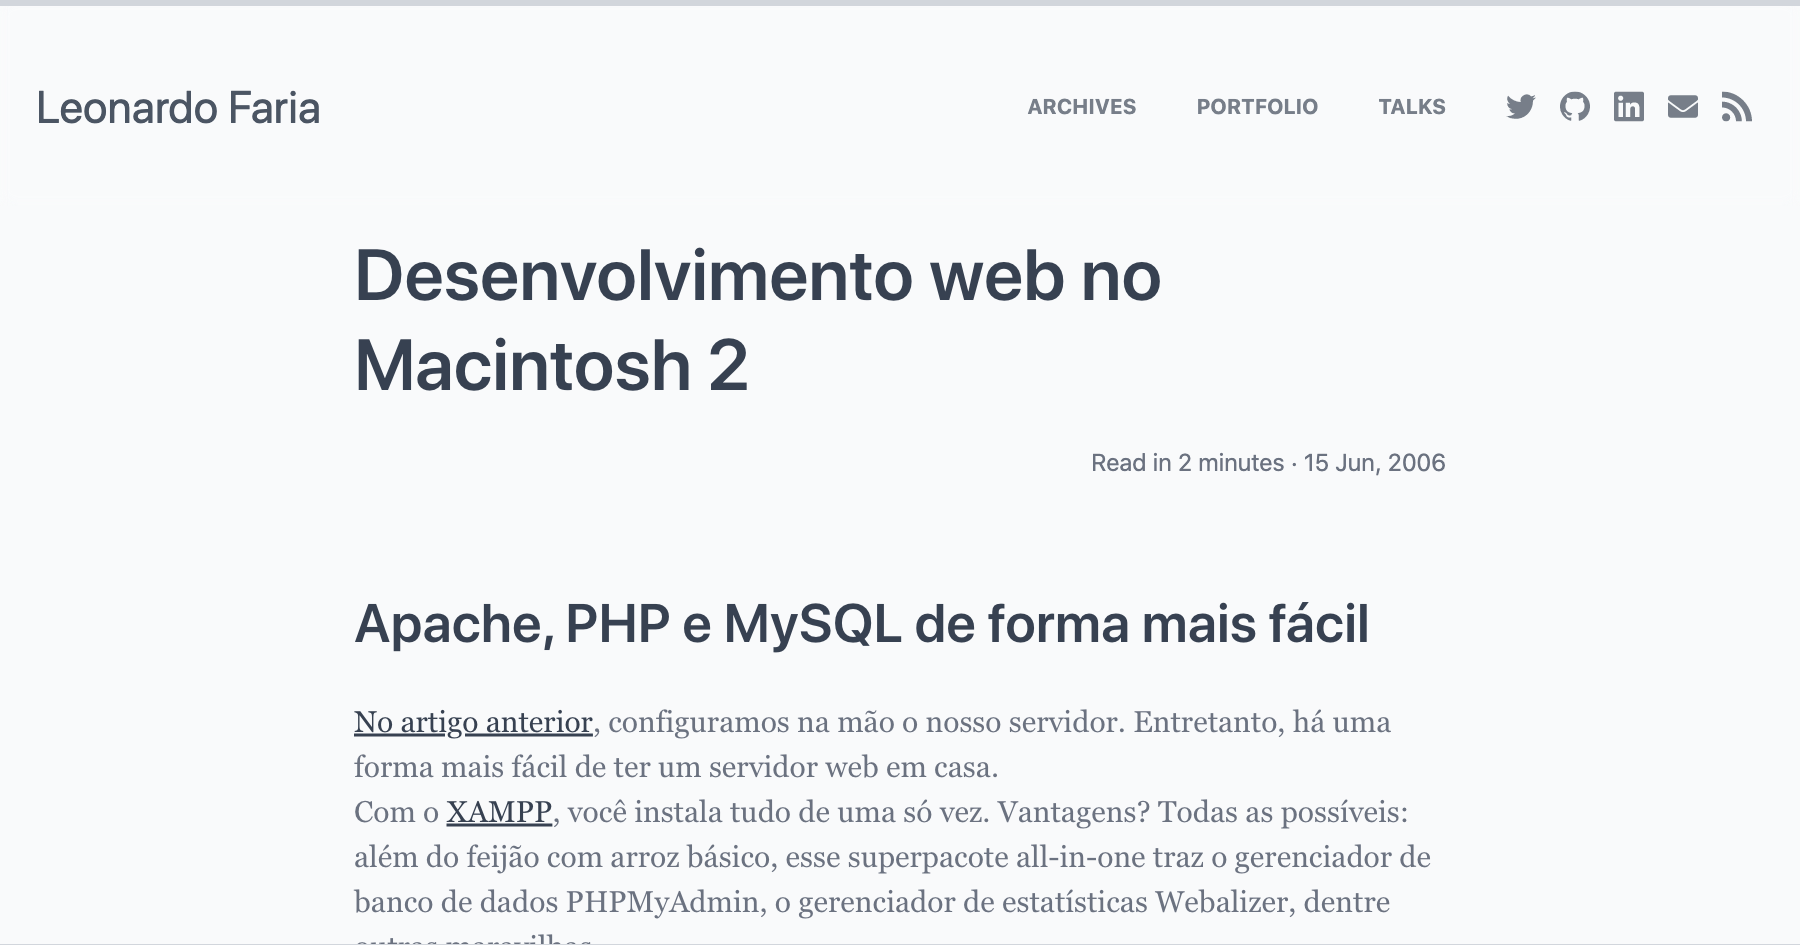 Leonardo Faria
ARCHIVES PORTFOLIO TALKS
Desenvolvimento web no
Macintosh 2
Read in 2 minutes · 15 Jun, 2006
Apache, PHP e MySQL de forma mais fácil
No artigo anterior, configuramos na mão o nosso servidor. Entretanto, há uma
forma mais fácil de ter um servidor web em casa.
Com o XAMPP, você instala tudo de uma só vez. Vantagens? Todas as possíveis:
além do feijão com arroz básico, esse superpacote all-in-one traz o gerenciador de
banco de dados PHPMyAdmin, o gerenciador de estatísticas Webalizer, dentre
outras maravilhas.